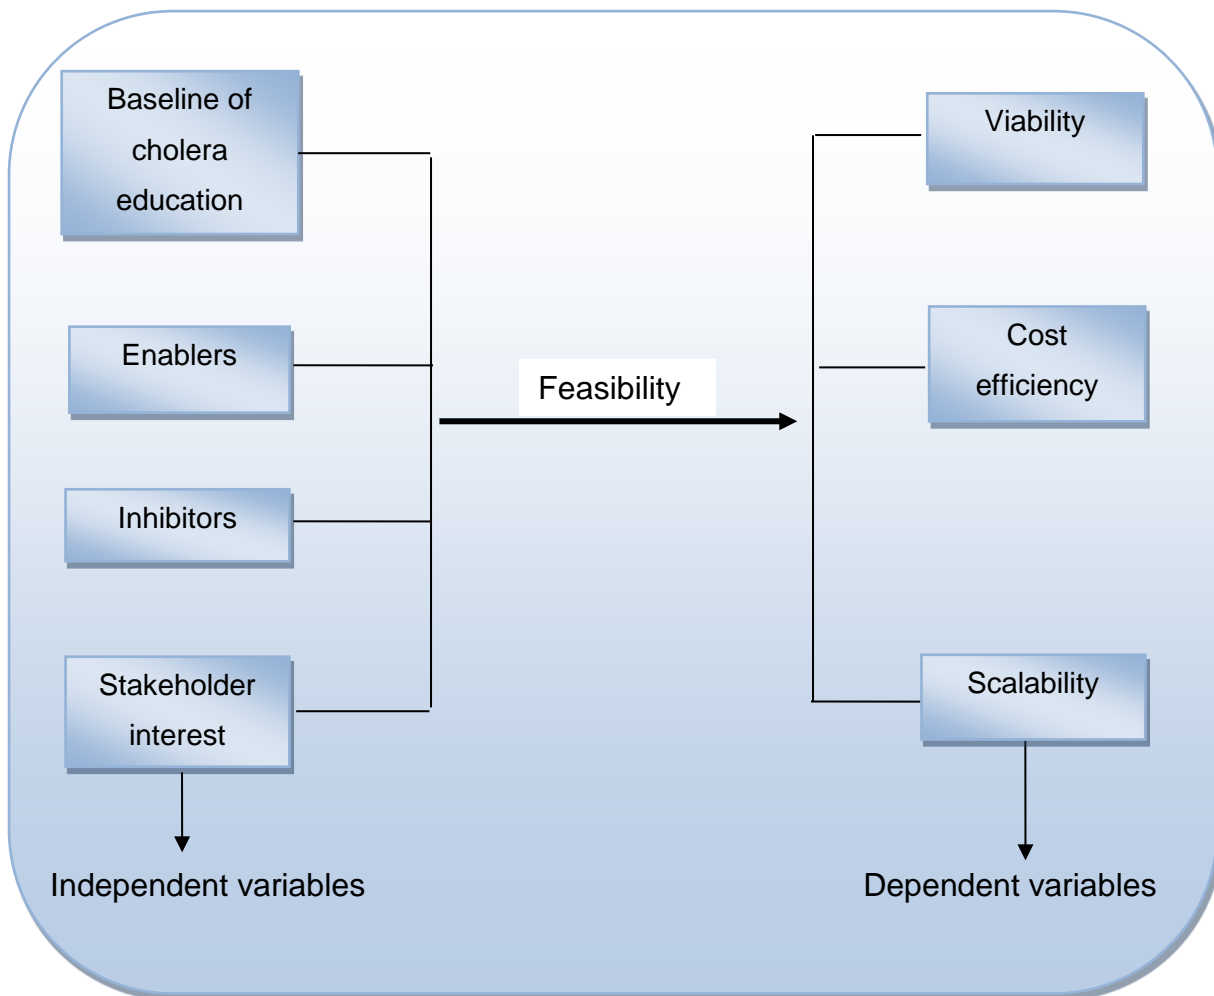 Baseline of
cholera
education
Enablers
Inhibitors
Stakeholder
interest
Independent variables
Feasibility
Viability
Cost
efficiency
Scalability
Dependent variables